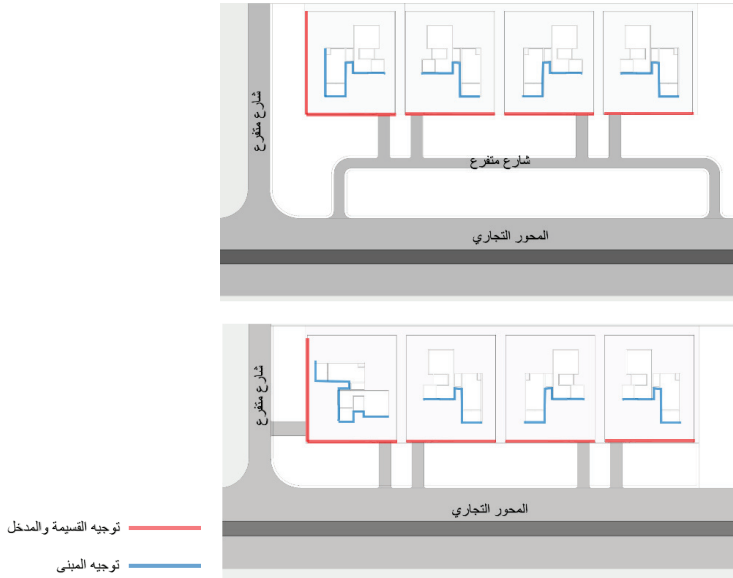 شارع متفرع
شارع متفرع
المحور التجاري
شارع متفرع
المحور التجاري
توجيه القسيمة والمدخل
توجيه المبنى